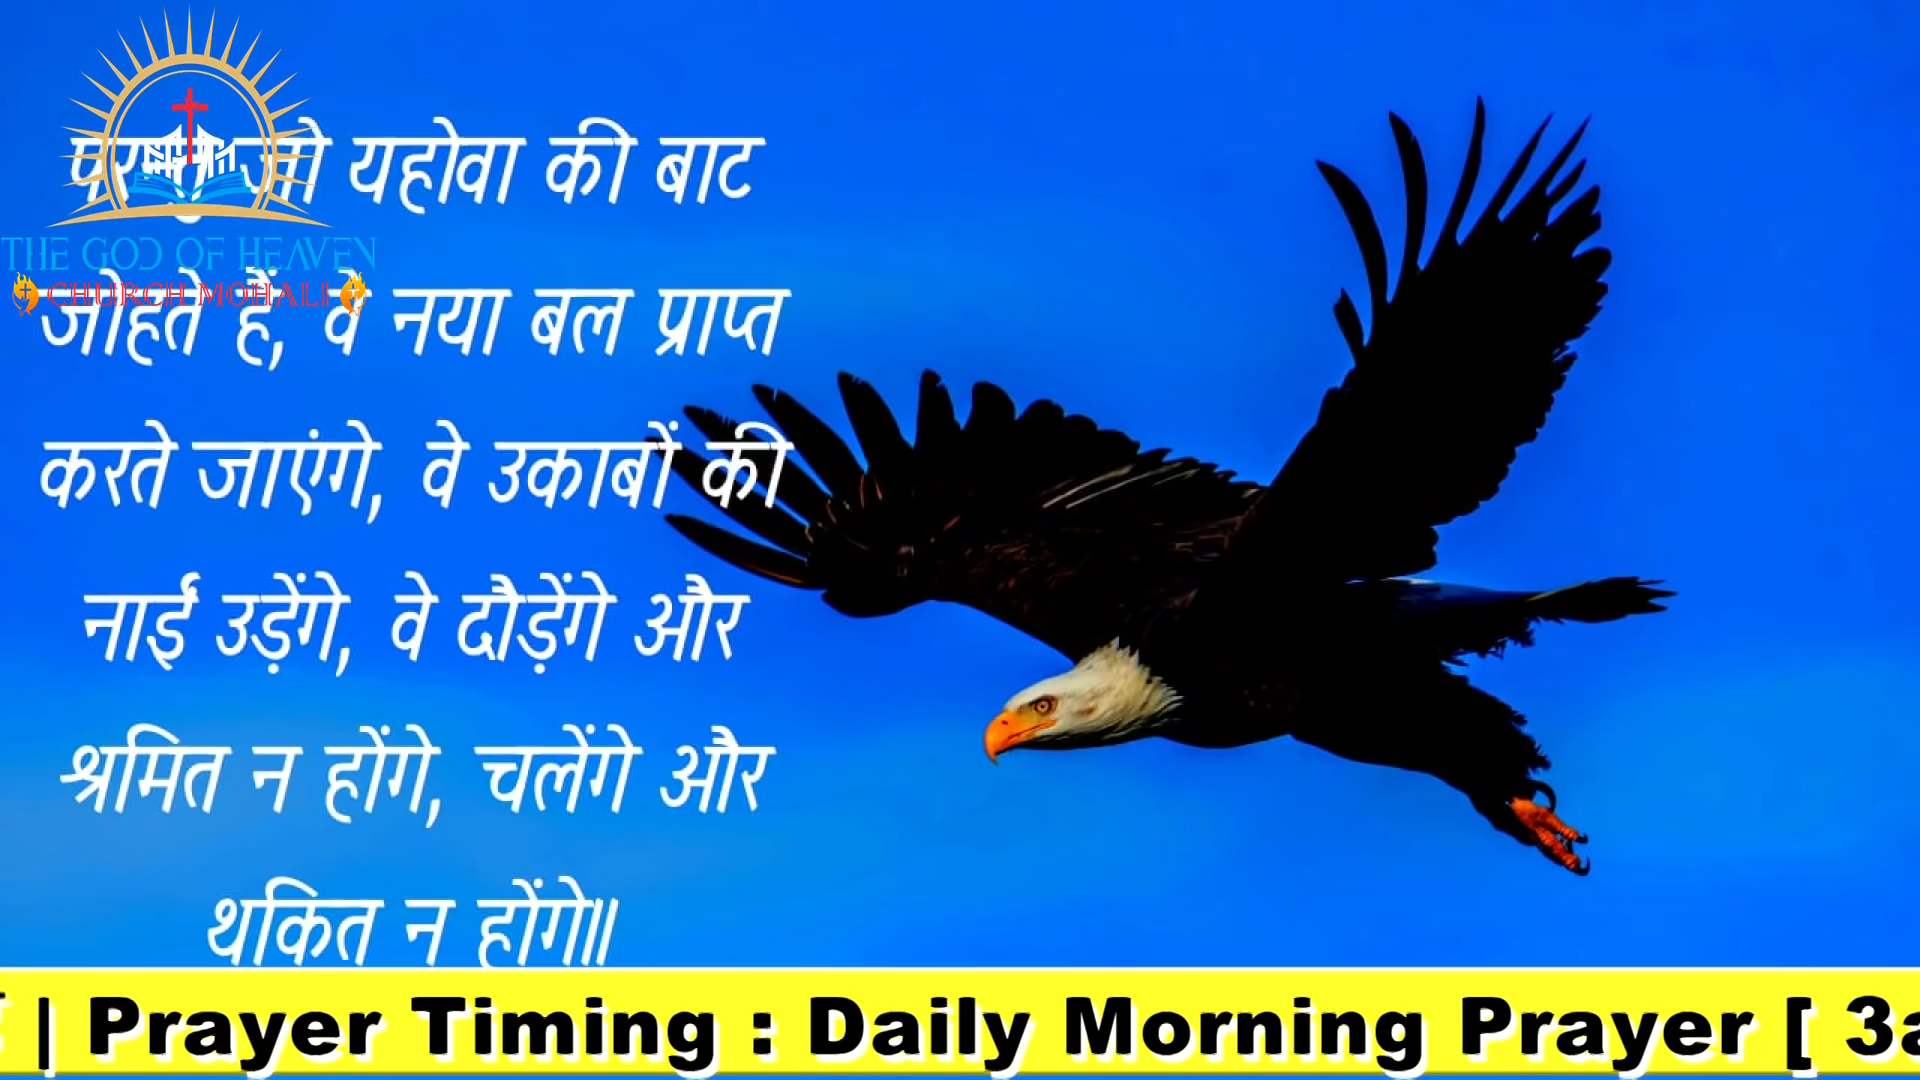 THE GOD OF HEAVEN
CHURCH MOHALI
जो यहोवा की बाट
जोहते हैं, वे नया बल प्राप्त
करते जाएंगे, वे उकाबों की
नाईं उड़ेंगे, वे दौड़ेंगे और
श्रमित न होंगे, चलेंगे और
थकित न होंगे॥
| Prayer Timing : Daily Morning Prayer [ 3a